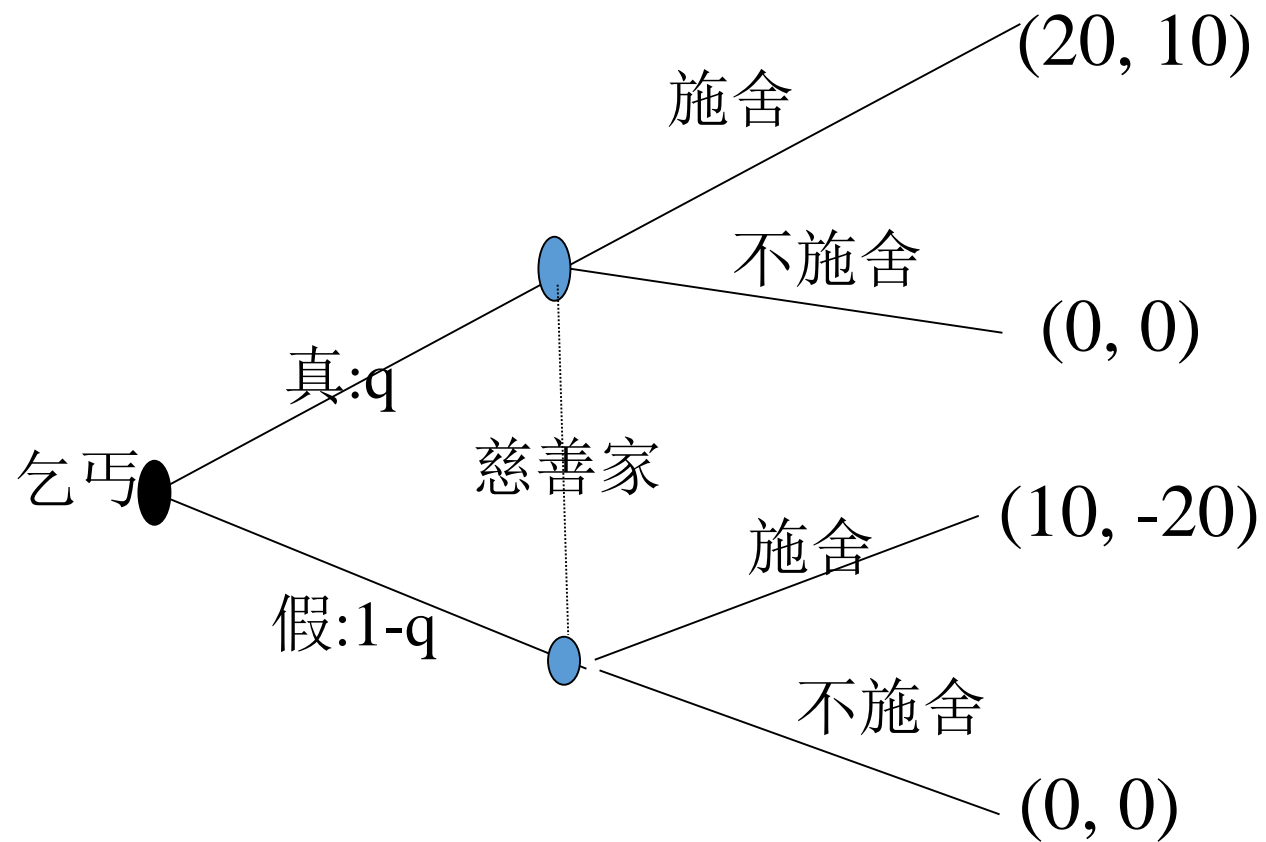 (20, 10)
施舍
不施舍
(0, 0)
真:q
乞丐
慈善家
(10, -20)
施舍
假:1-q
不施舍
(0, 0)